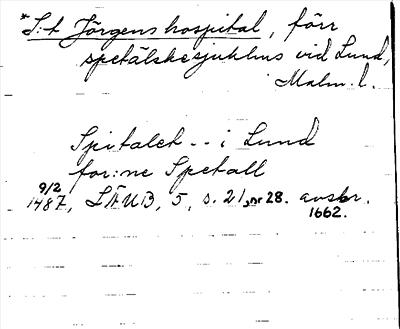 *S:t Jörgens hospital, förr
spetälskesjukhus vid Lund,
Malm. l.
Spitalet -- i Lund
for:ne Spetall
9/2
1487, LÄUB, 5, s. 21, nr 28. avskr.
1662.